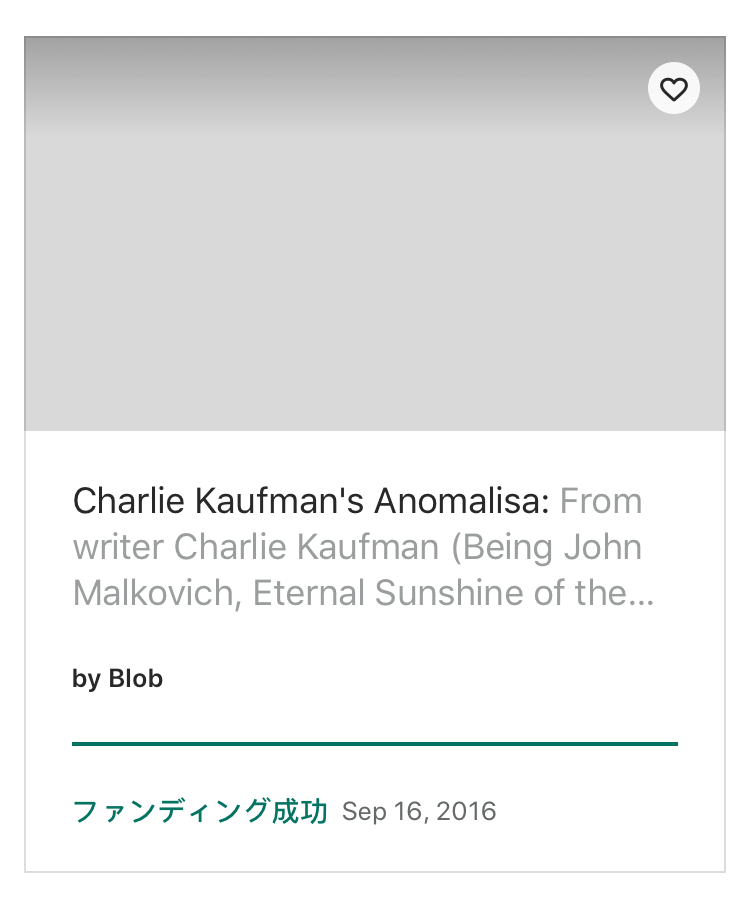 Charlie Kaufman's Anomalisa: From
writer Charlie Kaufman (Being John
Malkovich, Eternal Sunshine of the...
by Blob
ファンディング成功 Sep 16, 2016